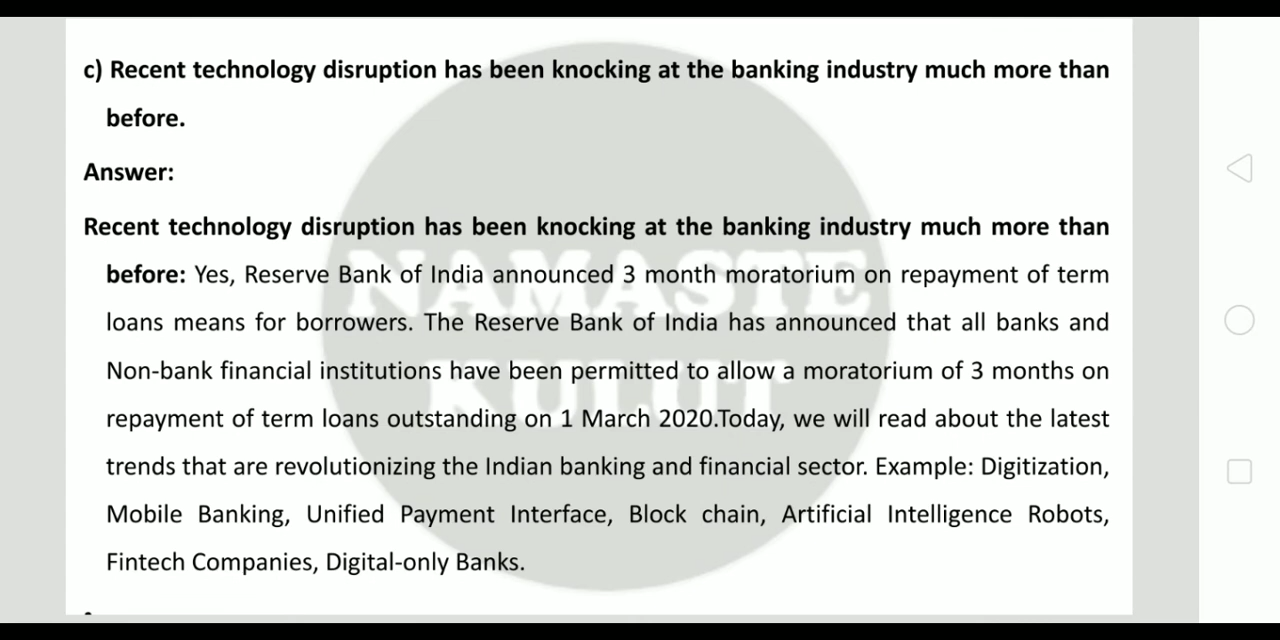 c) Recent technology disruption has been knocking at the banking industry much more than
before.
Answer:
Recent technology disruption has been knocking at the banking industry much more than
before: Yes, Reserve Bank of India announced 3 month moratorium on repayment of term
loans means for borrowers. The Reserve Bank of India has announced that all banks and
Non-bank financial institutions have been permitted to allow a moratorium of 3 months on
repayment of term loans outstanding on 1 March 2020.Today, we will read about the latest
trends that are revolutionizing the Indian banking and financial sector. Example: Digitization,
Mobile Banking, Unified Payment Interface, Block chain, Artificial Intelligence Robots,
Fintech Companies, Digital-only Banks.
NAMASTE
KULUT